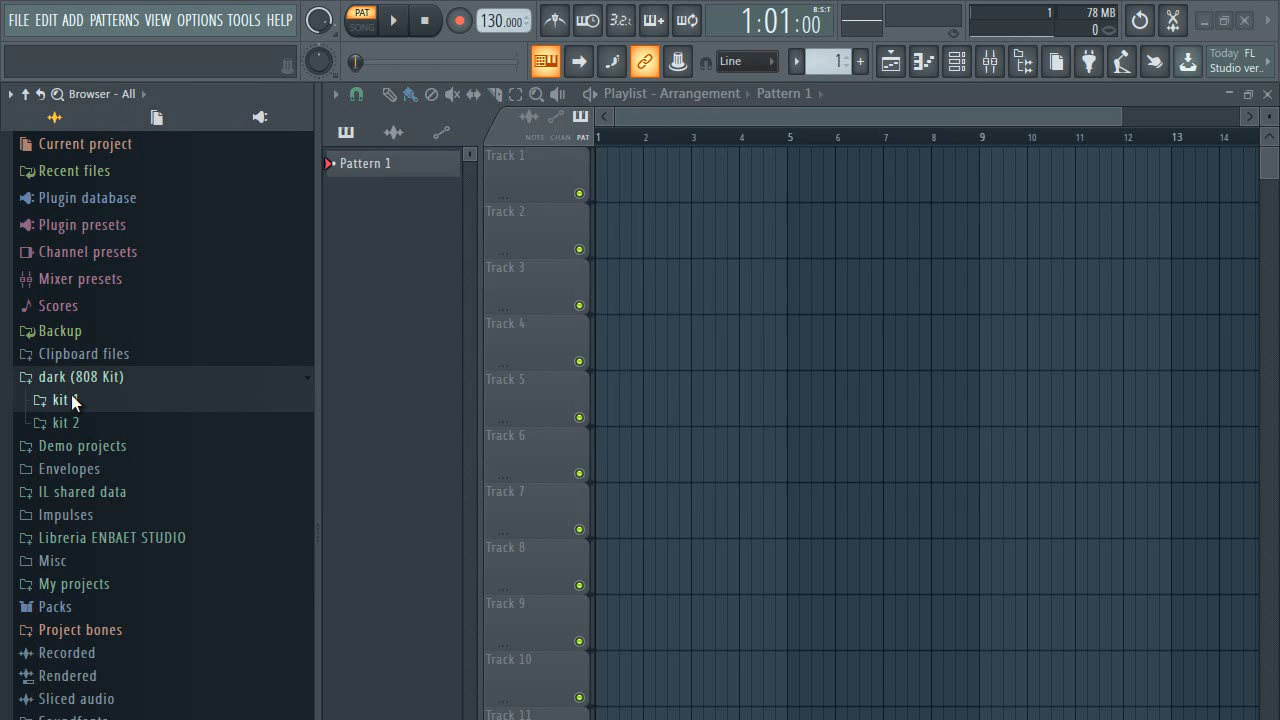 FILE EDIT ADD PATTERNS VIEW OPTIONS TOOLS HELP
PAT
SONG
130.000
3.2:
1:01:00
B:S:T
1
78 MB
0
Line
1
Today FL
Studio ver..
Browser - All
Playlist - Arrangement
Pattern 1
NOTE CHAN PAT
1 2 3 4 5 6 7 8 9 10 11 12 13 14
Current project
Recent files
Plugin database
Plugin presets
Channel presets
Mixer presets
Scores
Backup
Clipboard files
dark (808 Kit)
kit
kit 2
Demo projects
Envelopes
IL shared data
Impulses
Libreria ENBAET STUDIO
Misc
My projects
Packs
Project bones
Recorded
Rendered
Sliced audio
Pattern 1
Track 1
Track 2
Track 3
Track 4
Track 5
Track 6
Track 7
Track 8
Track 9
Track 10
Track 11